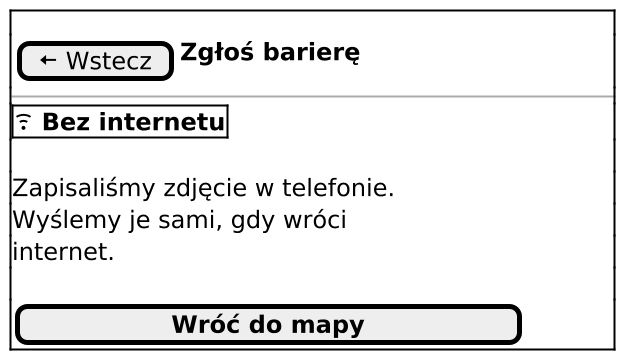 ← Wstecz
Zgłoś barierę
Bez internetu
Zapisaliśmy zdjęcie w telefonie.
Wyślemy je sami, gdy wróci
internet.
Wróć do mapy